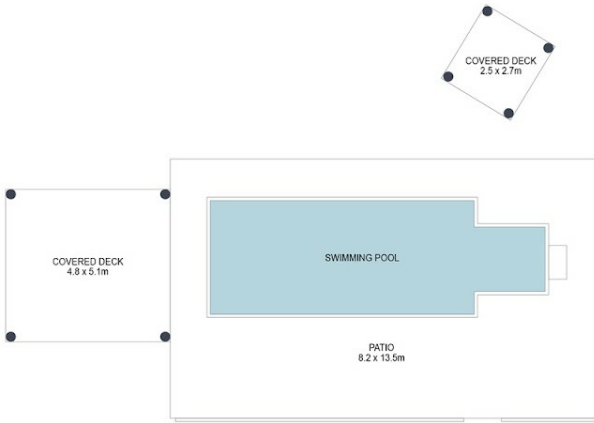 COVERED DECK
2.5 x 2.7m
SWIMMING POOL
COVERED DECK
4.8 x 5.1m
PATIO
8.2 x 13.5m